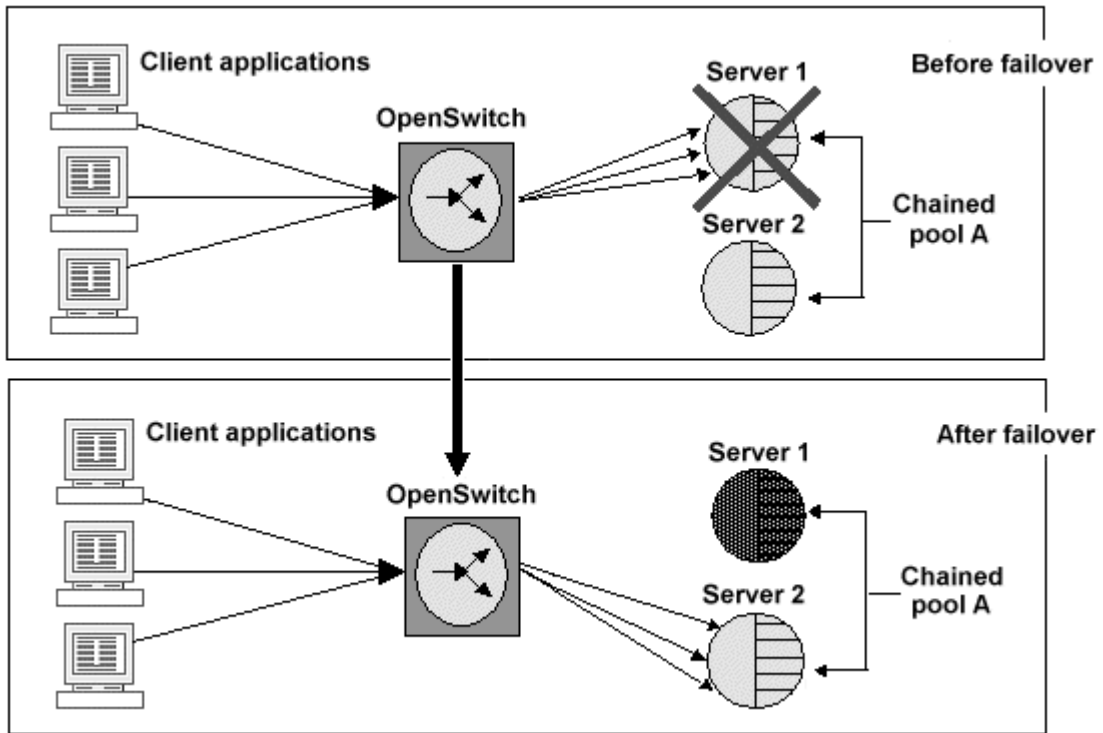 Client applications
Before failover
Server 1
OpenSwitch
Chained
pool A
Server 2
Client applications
After failover
Server 1
OpenSwitch
Chained
pool A
Server 2